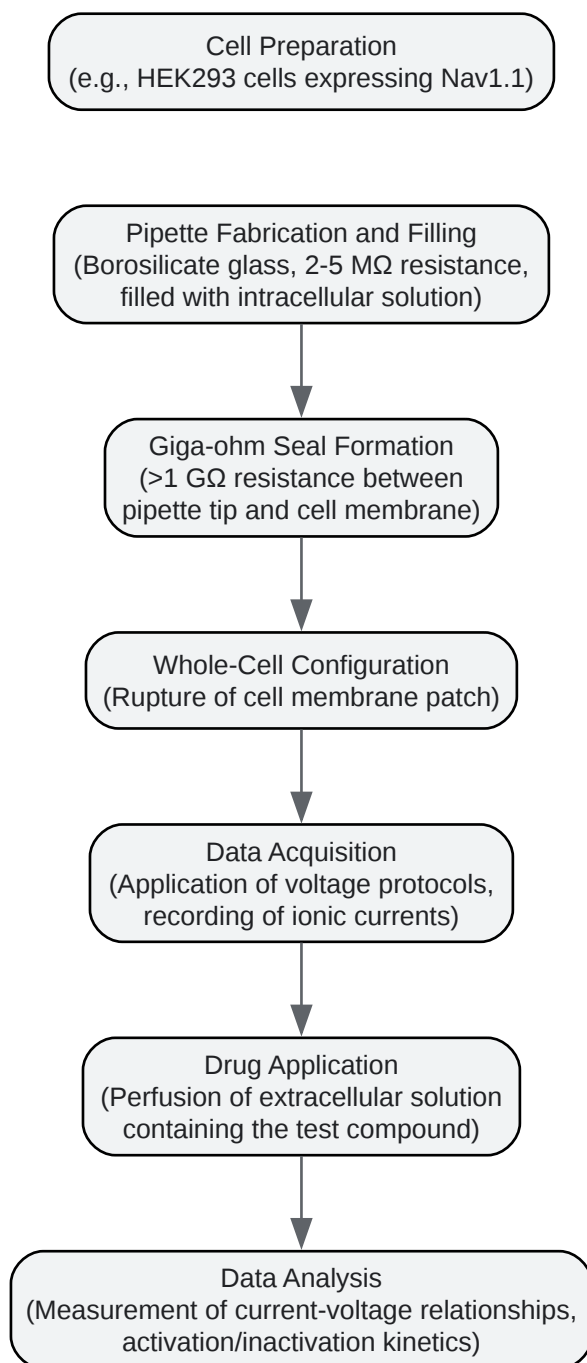 Cell Preparation
(e.g., HEK293 cells expressing Nav1.1)
Pipette Fabrication and Filling
(Borosilicate glass, 2-5 MΩ resistance,
filled with intracellular solution)
Giga-ohm Seal Formation
(>1 GΩ resistance between
pipette tip and cell membrane)
Whole-Cell Configuration
(Rupture of cell membrane patch)
Data Acquisition
(Application of voltage protocols,
recording of ionic currents)
Drug Application
(Perfusion of extracellular solution
containing the test compound)
Data Analysis
(Measurement of current-voltage relationships,
activation/inactivation kinetics)